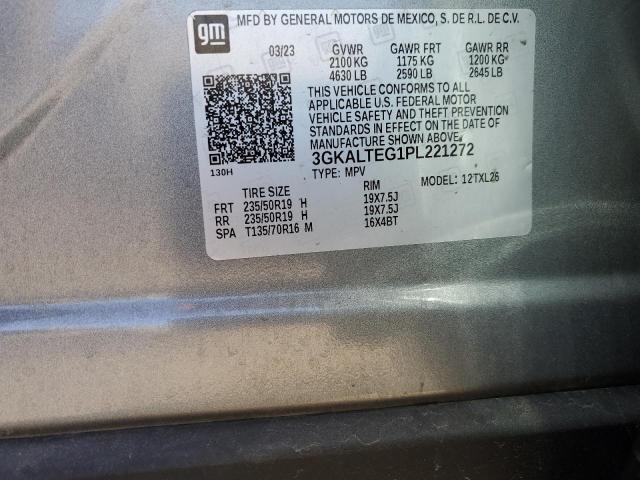 gm
MFD BY GENERAL MOTORS DE MEXICO, S. DE R.L. DE C.V.
03/23 GVWR GAWR FRT GAWR RR
2100 KG 1175 KG 1200 KG
4630 LB 2590 LB 2645 LB
THIS VEHICLE CONFORMS TO ALL
APPLICABLE U.S. FEDERAL MOTOR
VEHICLE SAFETY AND THEFT PREVENTION
STANDARDS IN EFFECT ON THE DATE OF
MANUFACTURE SHOWN ABOVE.
3GKALTEG1PL221272
130H TYPE: MPV MODEL: 12TXL26
TIRE SIZE RIM
FRT 235/50R19 H 19X7.5J
RR 235/50R19 H 19X7.5J
SPA T135/70R16 M 16X4BT